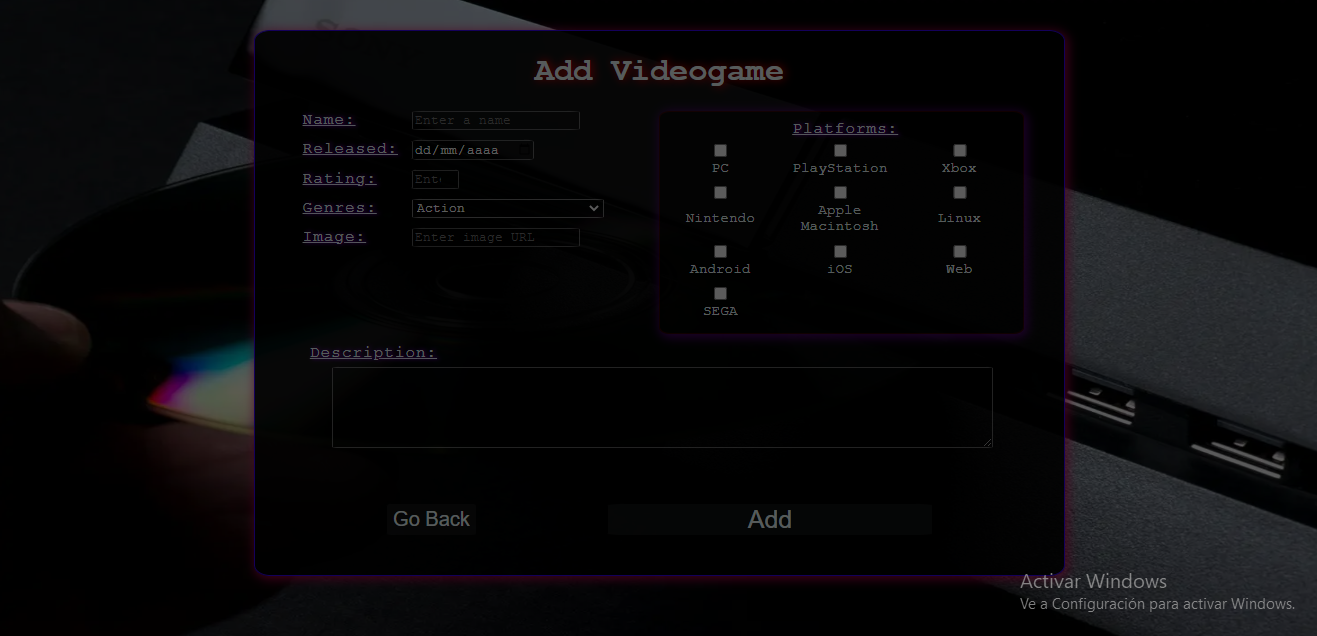 Add Videogame
Name:
Enter a name
Released:
dd/mm/aaaa
Rating:
Ente
Genres:
Action
Image:
Enter image URL
Platforms:
PC
PlayStation
Xbox
Nintendo
Apple
Macintosh
Linux
Android
iOS
Web
SEGA
Description:
Go Back
Add
Activar Windows
Ve a Configuración para activar Windows.